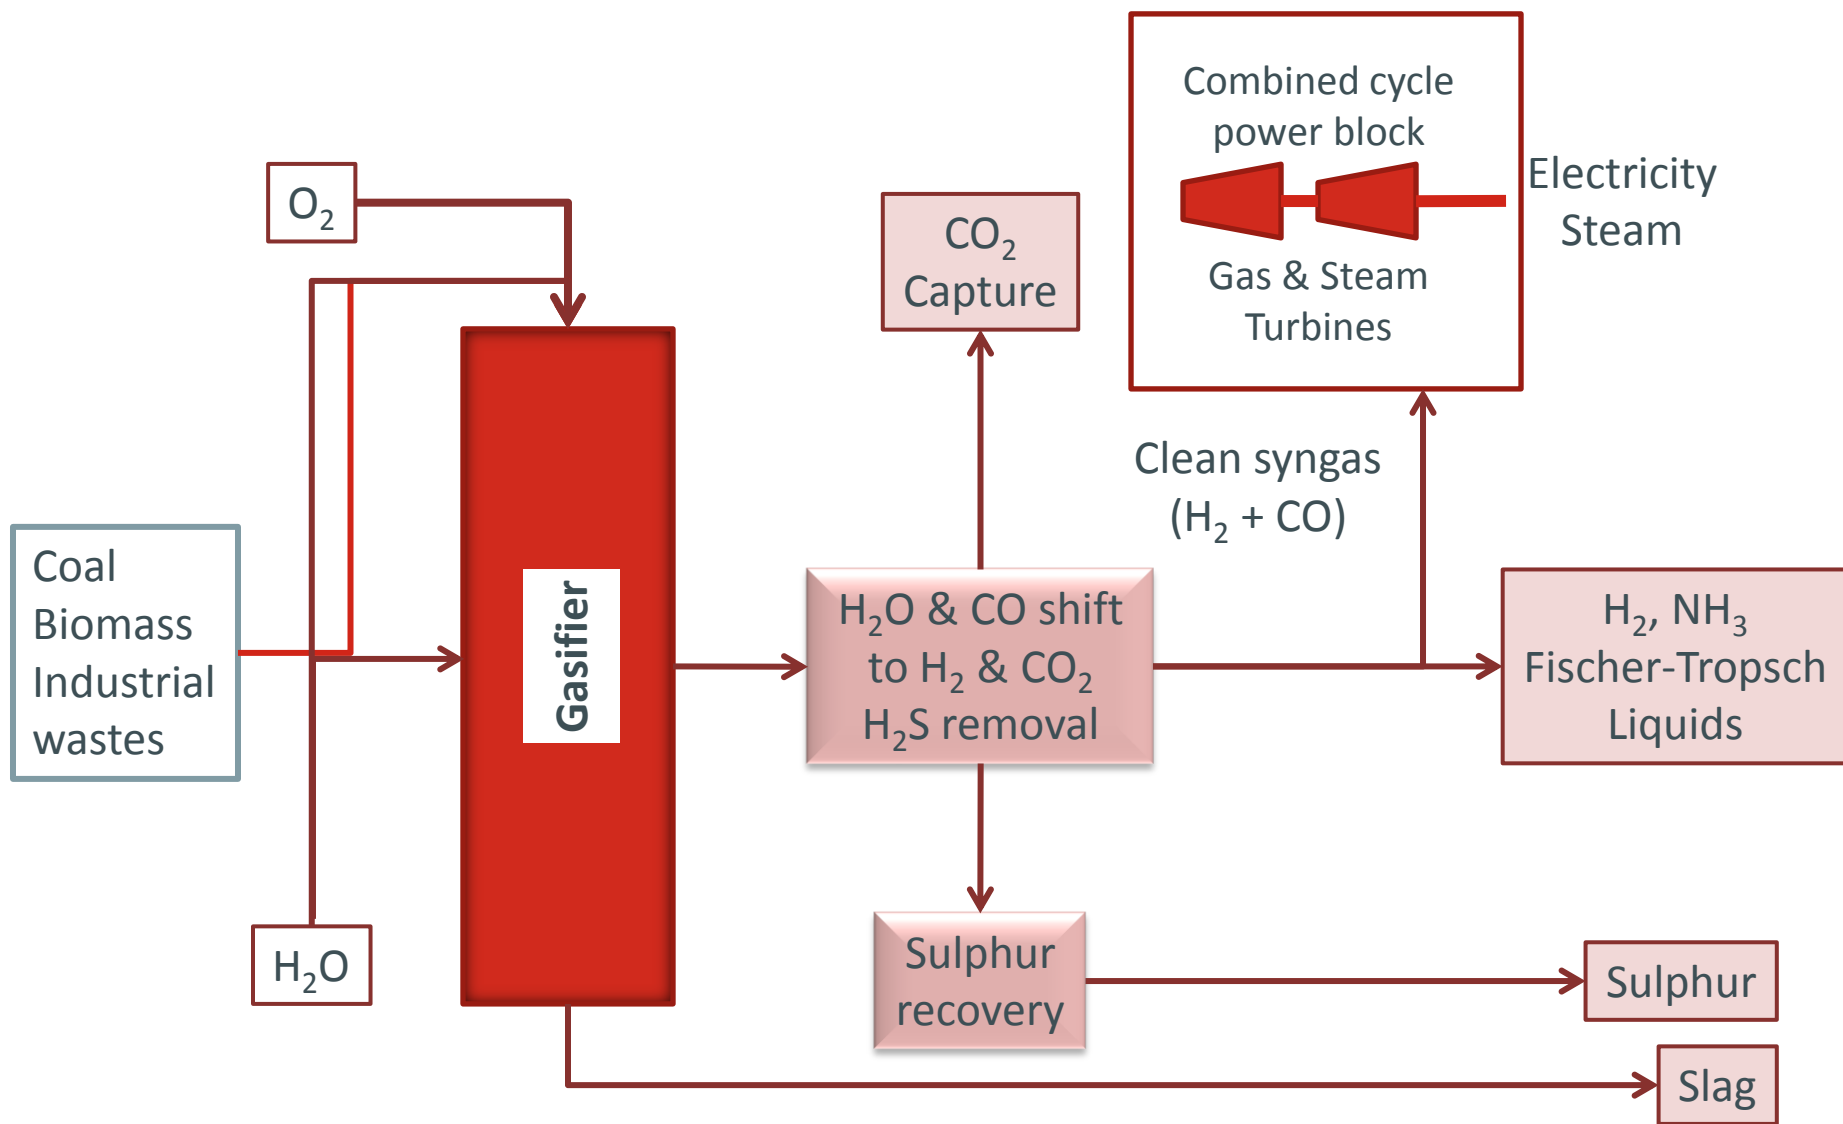 Combined cycle
power block
Gas & Steam
Turbines
Electricity
Steam
O₂
CO₂
Capture
Clean syngas
(H₂ + CO)
Coal
Biomass
Industrial
wastes
Gasifier
H₂O & CO shift
to H₂ & CO₂
H₂S removal
H₂, NH₃
Fischer-Tropsch
Liquids
H₂O
Sulphur
recovery
Sulphur
Slag